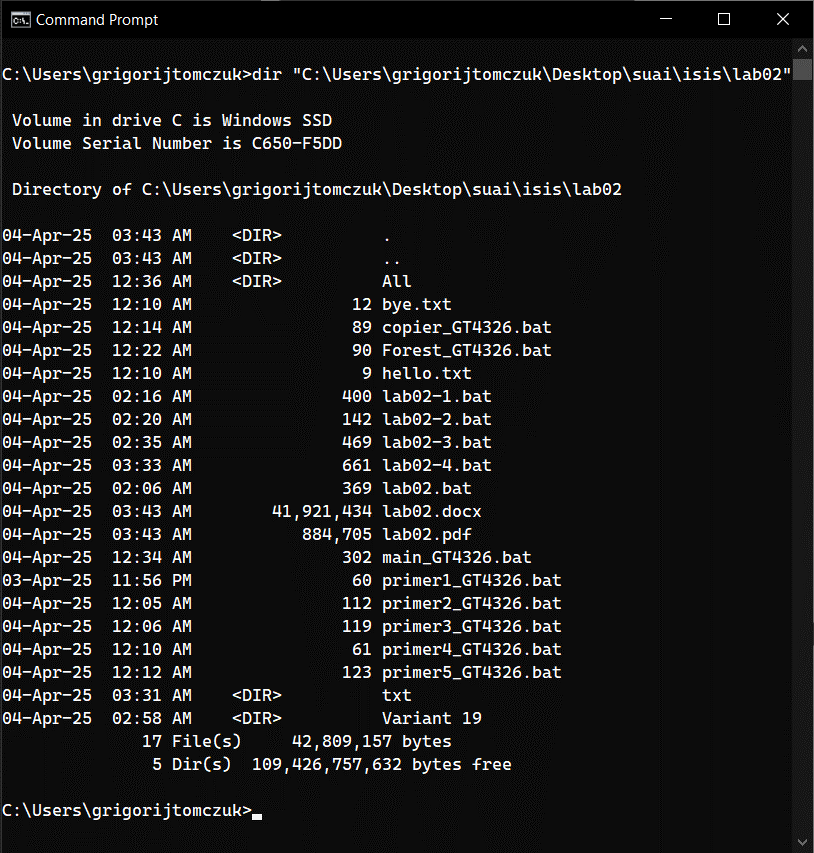 Command Prompt
C:\Users\grigorijtomczuk>dir "C:\Users\grigorijtomczuk\Desktop\suai\isis\lab02"
 Volume in drive C is Windows SSD
 Volume Serial Number is C650-F5DD
 Directory of C:\Users\grigorijtomczuk\Desktop\suai\isis\lab02
04-Apr-25  03:43 AM    <DIR>          .
04-Apr-25  03:43 AM    <DIR>          ..
04-Apr-25  12:36 AM    <DIR>          All
04-Apr-25  12:10 AM                12 bye.txt
04-Apr-25  12:14 AM                89 copier_GT4326.bat
04-Apr-25  12:22 AM                90 Forest_GT4326.bat
04-Apr-25  12:10 AM                 9 hello.txt
04-Apr-25  02:16 AM               400 lab02-1.bat
04-Apr-25  02:20 AM               142 lab02-2.bat
04-Apr-25  02:35 AM               469 lab02-3.bat
04-Apr-25  03:33 AM               661 lab02-4.bat
04-Apr-25  02:06 AM               369 lab02.bat
04-Apr-25  03:43 AM        41,921,434 lab02.docx
04-Apr-25  03:43 AM           884,705 lab02.pdf
04-Apr-25  12:34 AM               302 main_GT4326.bat
03-Apr-25  11:56 PM                60 primer1_GT4326.bat
04-Apr-25  12:05 AM               112 primer2_GT4326.bat
04-Apr-25  12:06 AM               119 primer3_GT4326.bat
04-Apr-25  12:10 AM                61 primer4_GT4326.bat
04-Apr-25  12:12 AM               123 primer5_GT4326.bat
04-Apr-25  03:31 AM    <DIR>          txt
04-Apr-25  02:58 AM    <DIR>          Variant 19
              17 File(s)     42,809,157 bytes
               5 Dir(s)  109,426,757,632 bytes free
C:\Users\grigorijtomczuk>